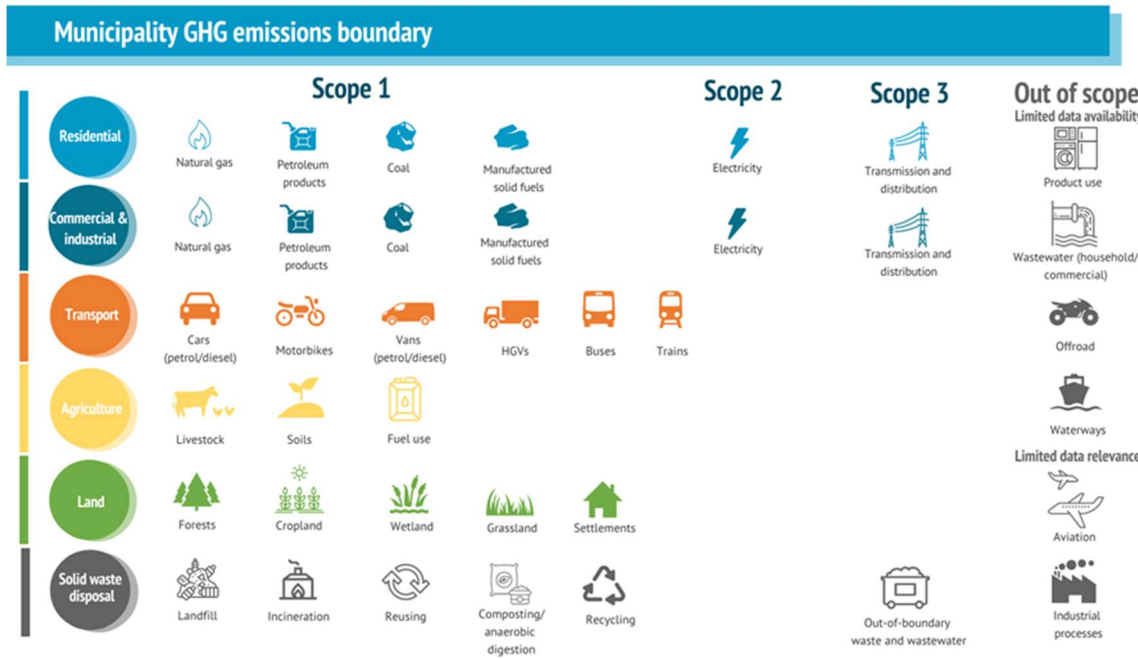 Municipality GHG emissions boundary
Scope 1
Scope 2
Scope 3
Out of scope
Limited data availability
Residential
Natural gas
Petroleum
products
Coal
Manufactured
solid fuels
Electricity
Transmission and
distribution
Product use
Commercial &
industrial
Natural gas
Petroleum
products
Coal
Manufactured
solid fuels
Electricity
Transmission and
distribution
Wastewater (household/
commercial)
Transport
Cars
(petrol/diesel)
Motorbikes
Vans
(petrol/diesel)
HGVs
Buses
Trains
Offroad
Agriculture
Livestock
Soils
Fuel use
Waterways
Limited data relevance
Land
Forests
Cropland
Wetland
Grassland
Settlements
Aviation
Solid waste
disposal
Landfill
Incineration
Reusing
Composting/
anaerobic
digestion
Recycling
Out-of-boundary
waste and wastewater
Industrial
processes